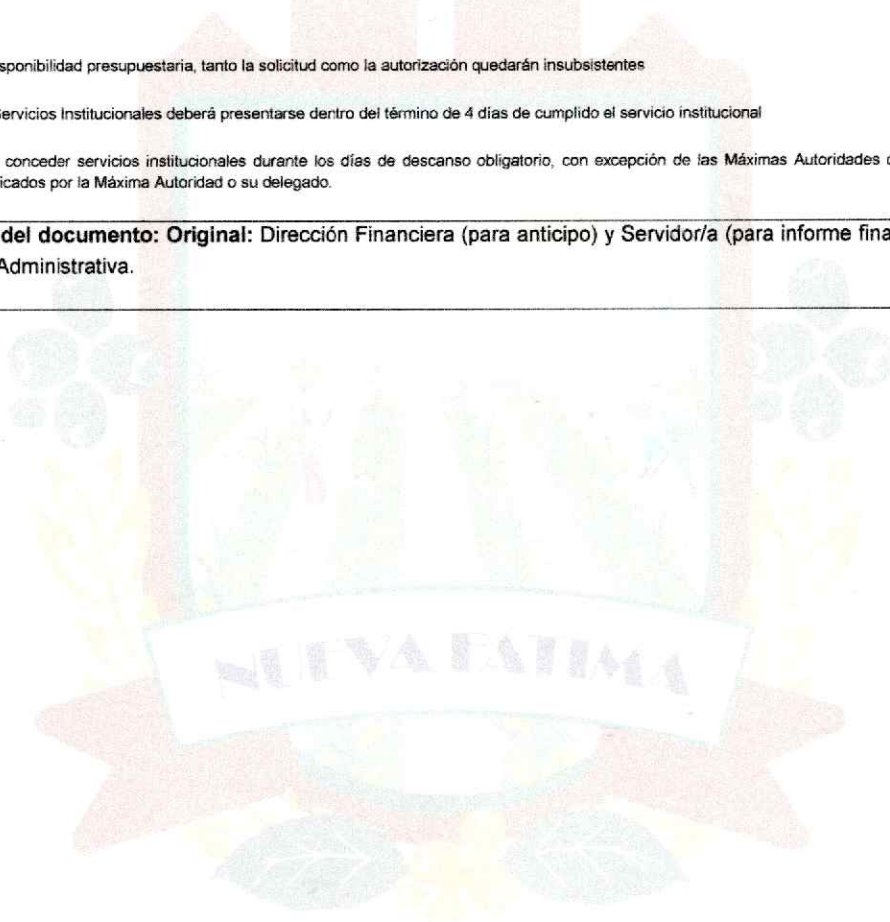 sponibilidad presupuestaria, tanto la solicitud como la autorización quedarán insubsistentes
Servicios Institucionales deberá presentarse dentro del término de 4 días de cumplido el servicio institucional
conceder servicios institucionales durante los días de descanso obligatorio, con excepción de las Máximas Autoridades
icados por la Máxima Autoridad o su delegado.
del documento: Original: Dirección Financiera (para anticipo) y Servidor/a (para informe fina
Administrativa.
NUEVA FATIMA